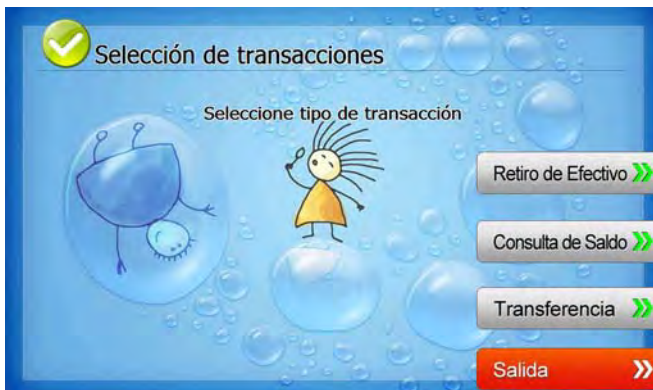 Selección de transacciones
Seleccione tipo de transacción
Retiro de Efectivo
Consulta de Saldo
Transferencia
Salida